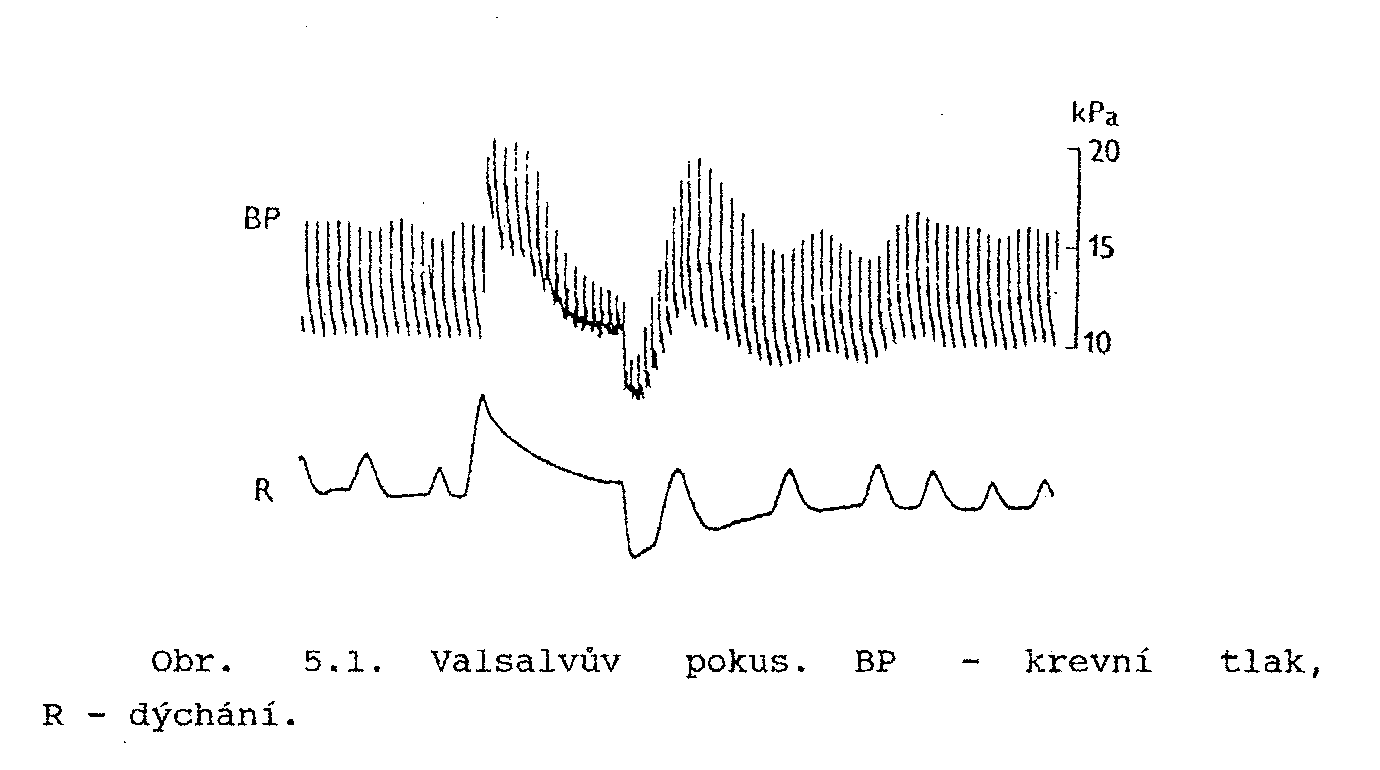 kPa
20
BP
15
10
R
Obr. 5.1. Valsalvův pokus. BP - krevní tlak,
R - dýchání.